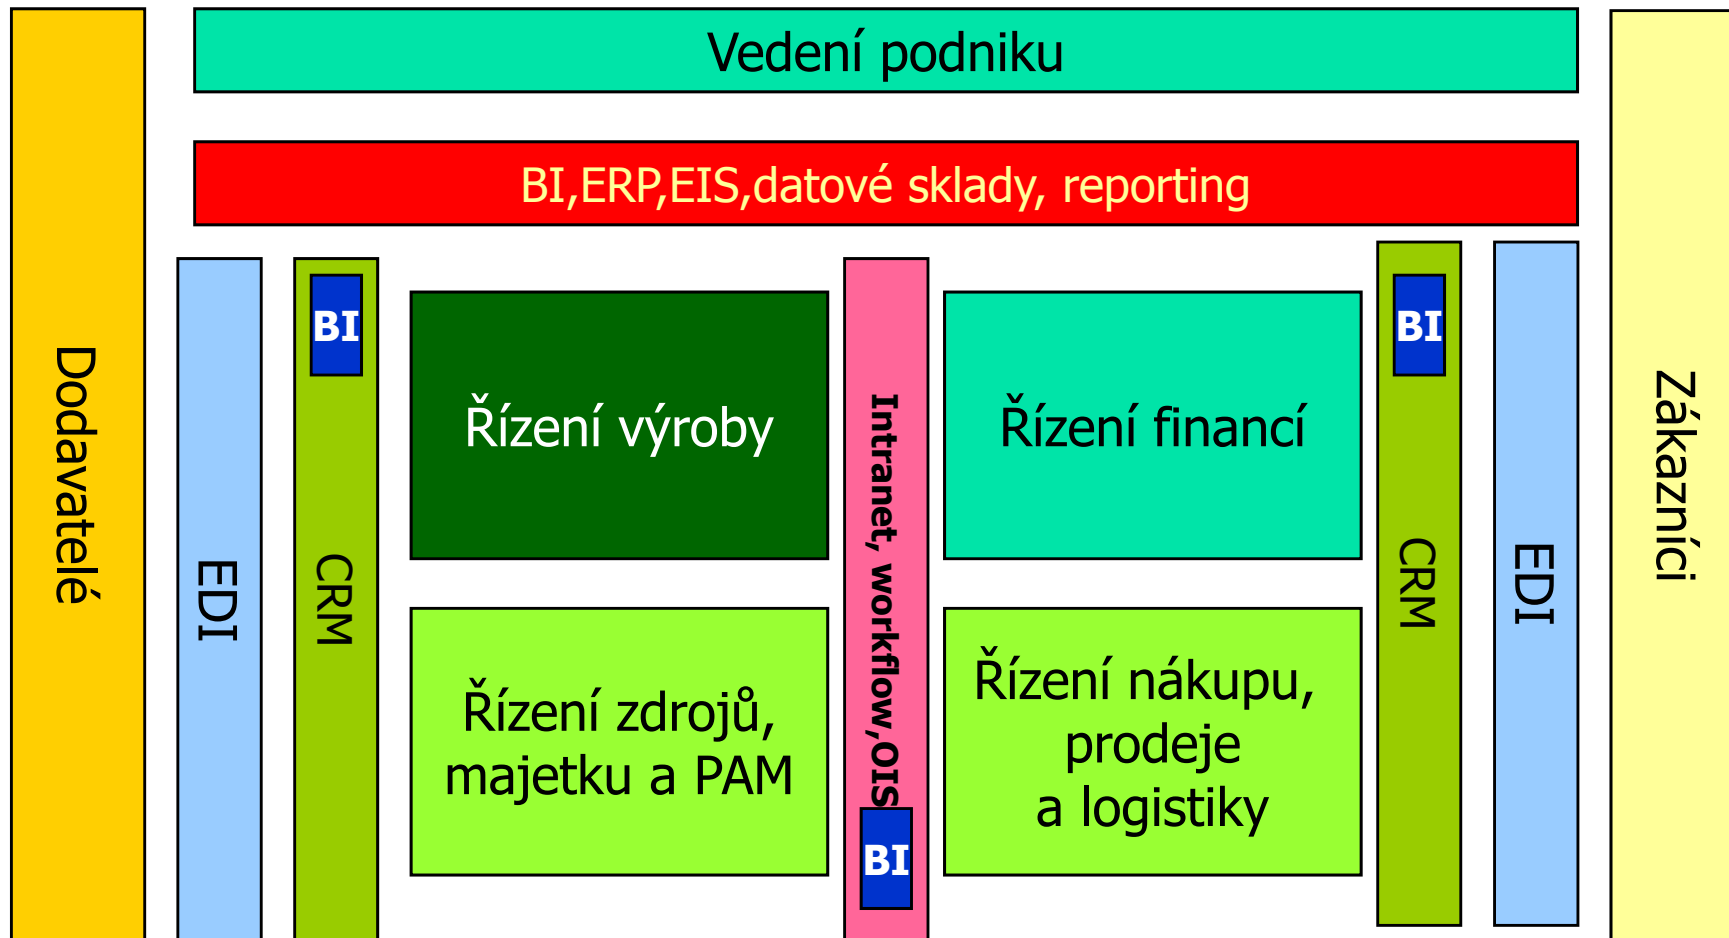 Vedení podniku
BI,ERP,EIS,datové sklady, reporting
Dodavatelé
EDI
CRM
BI
Řízení výroby
Řízení zdrojů,
majetku a PAM
Intranet, workflow,OIS
BI
Řízení financí
Řízení nákupu,
prodeje
a logistiky
BI
CRM
EDI
Zákazníci